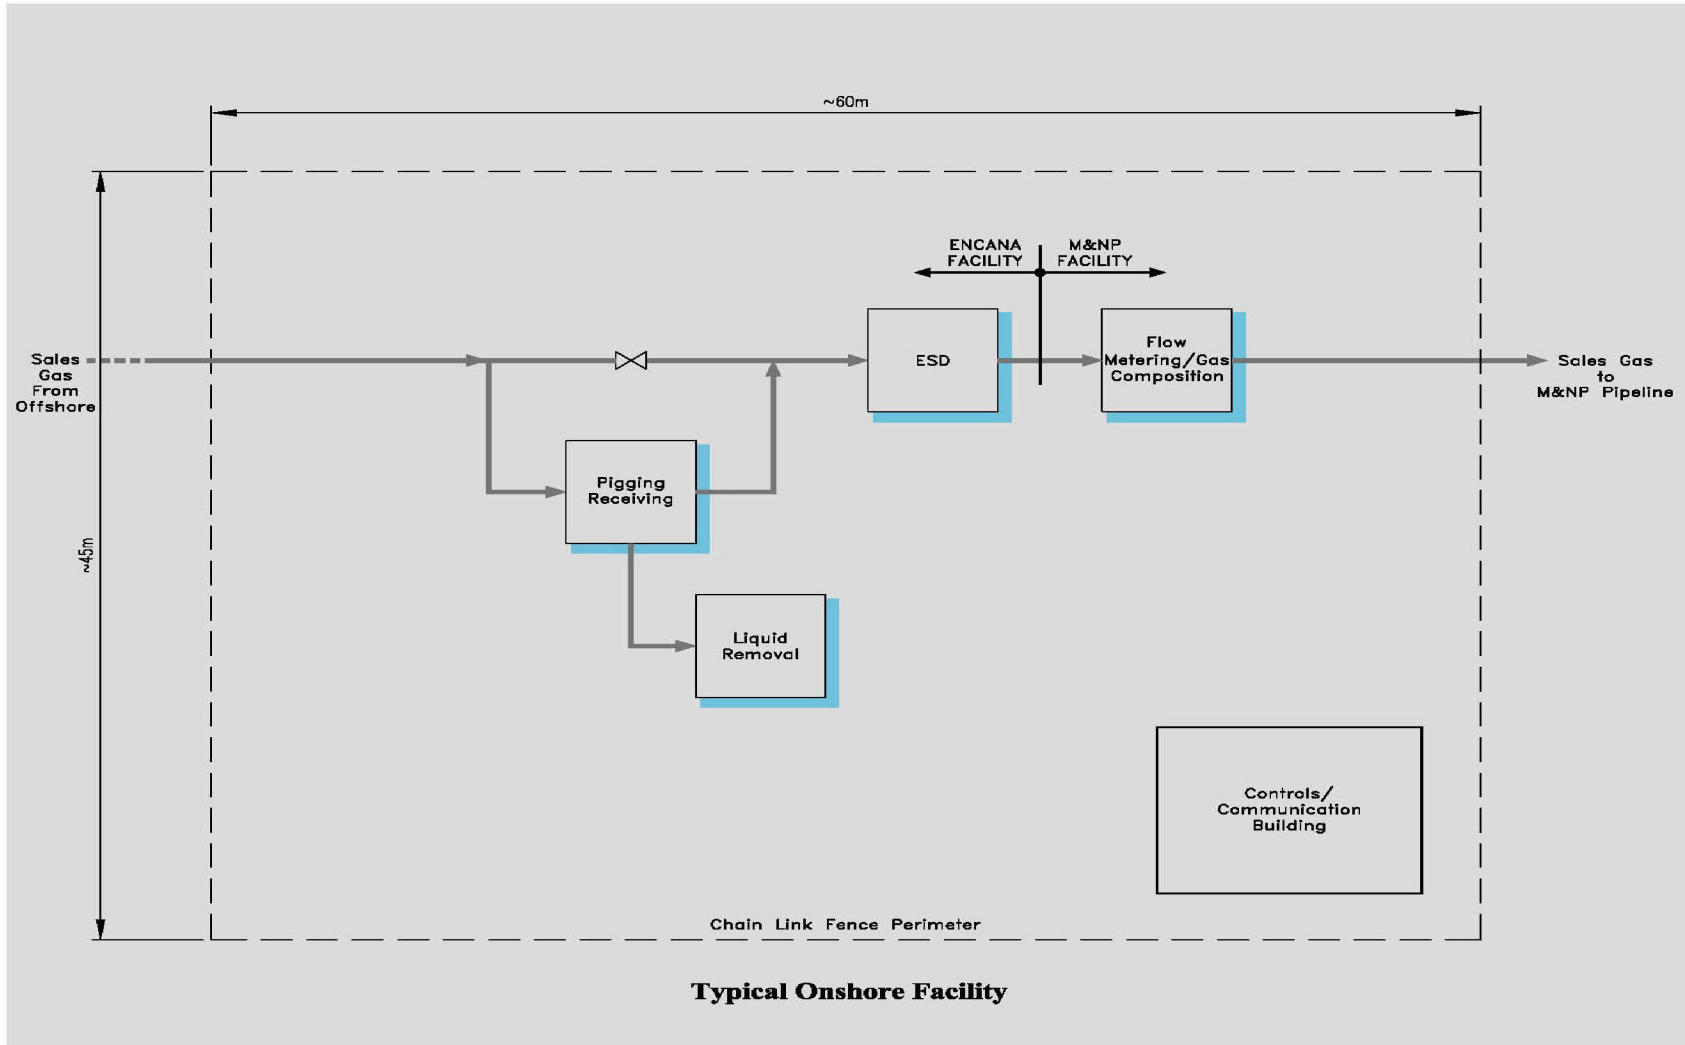 ~60m
ENCANA
FACILITY
M&NP
FACILITY
Sales
Gas
From
Offshore
ESD
Flow
Metering/Gas
Composition
Sales Gas
to
M&NP Pipeline
Pigging
Receiving
~45m
Liquid
Removal
Controls/
Communication
Building
Chain Link Fence Perimeter
Typical Onshore Facility